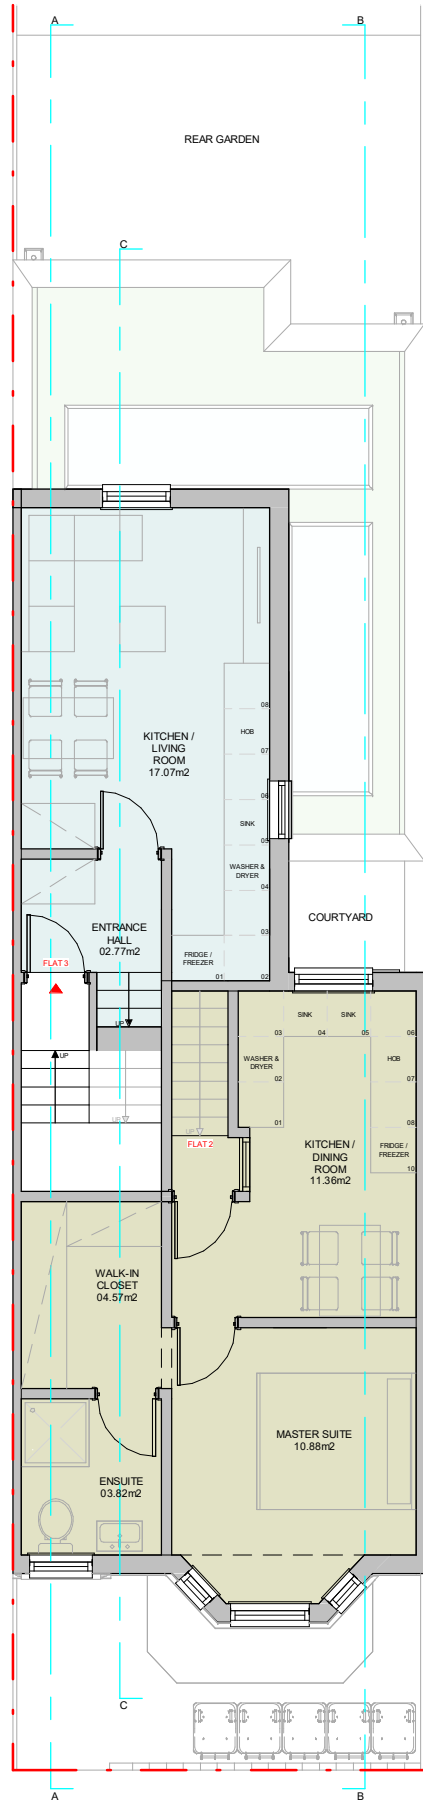 A
B
REAR GARDEN
C
KITCHEN /
LIVING
ROOM
17.07m2
08
HOB
07
06
SINK
05
WASHER &
DRYER
04
03
FRIDGE /
FREEZER
01
02
COURTYARD
ENTRANCE
HALL
02.77m2
FLAT 3
UP
UP
UP
UP
FLAT 2
SINK
SINK
03
04
05
06
WASHER &
DRYER
HOB
02
07
01
08
KITCHEN /
DINING
ROOM
11.36m2
FRIDGE /
FREEZER
10
WALK-IN
CLOSET
04.57m2
MASTER SUITE
10.88m2
ENSUITE
03.82m2
C
A
B